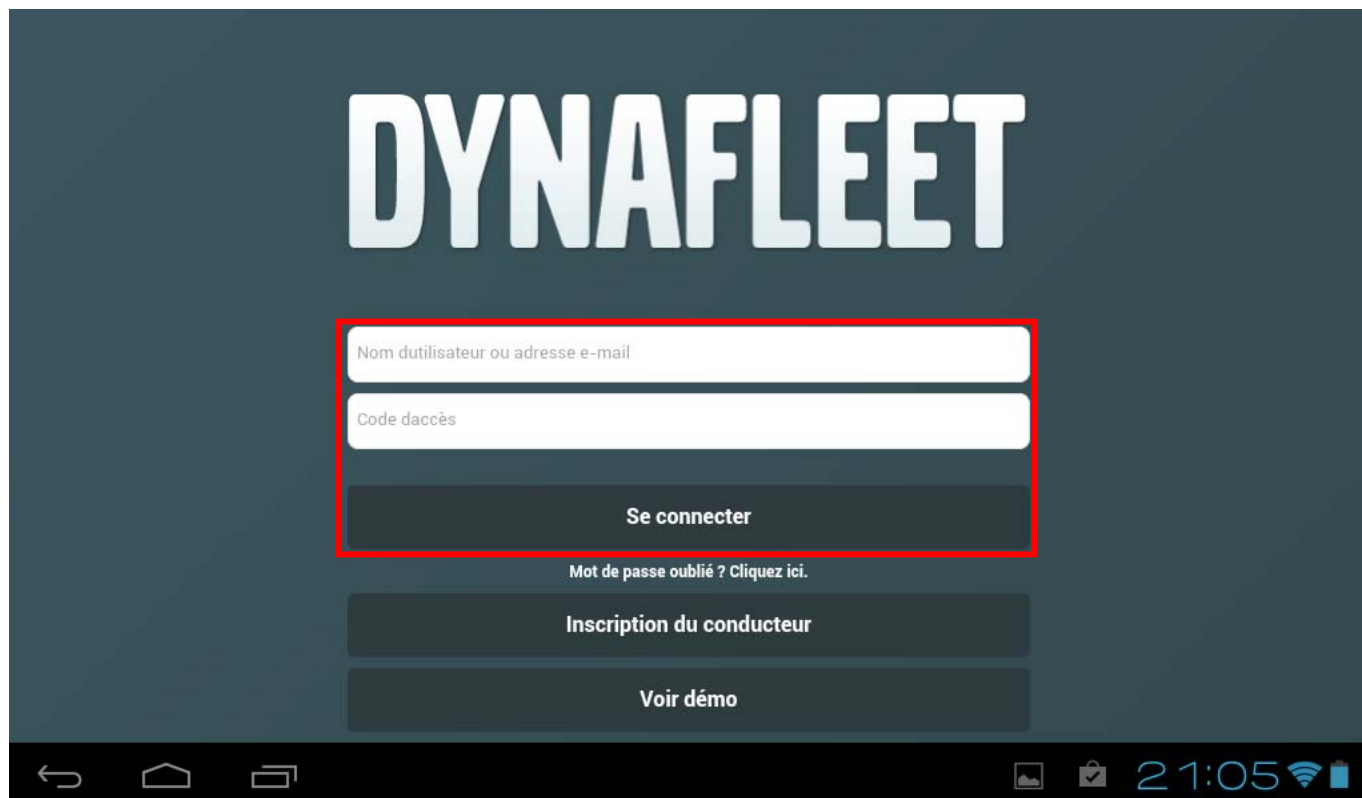 DYNAFLEET
Nom dutilisateur ou adresse e-mail
Code daccès
Se connecter
Mot de passe oublié ? Cliquez ici.
Inscription du conducteur
Voir démo
21:05